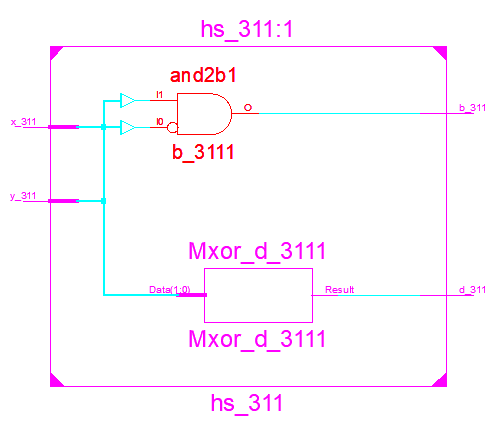 hs_311:1
and2b1
I1
O
b_311
x_311
I0
b_3111
y_311
Mxor_d_3111
Data(1:0)
Result
d_311
Mxor_d_3111
hs_311